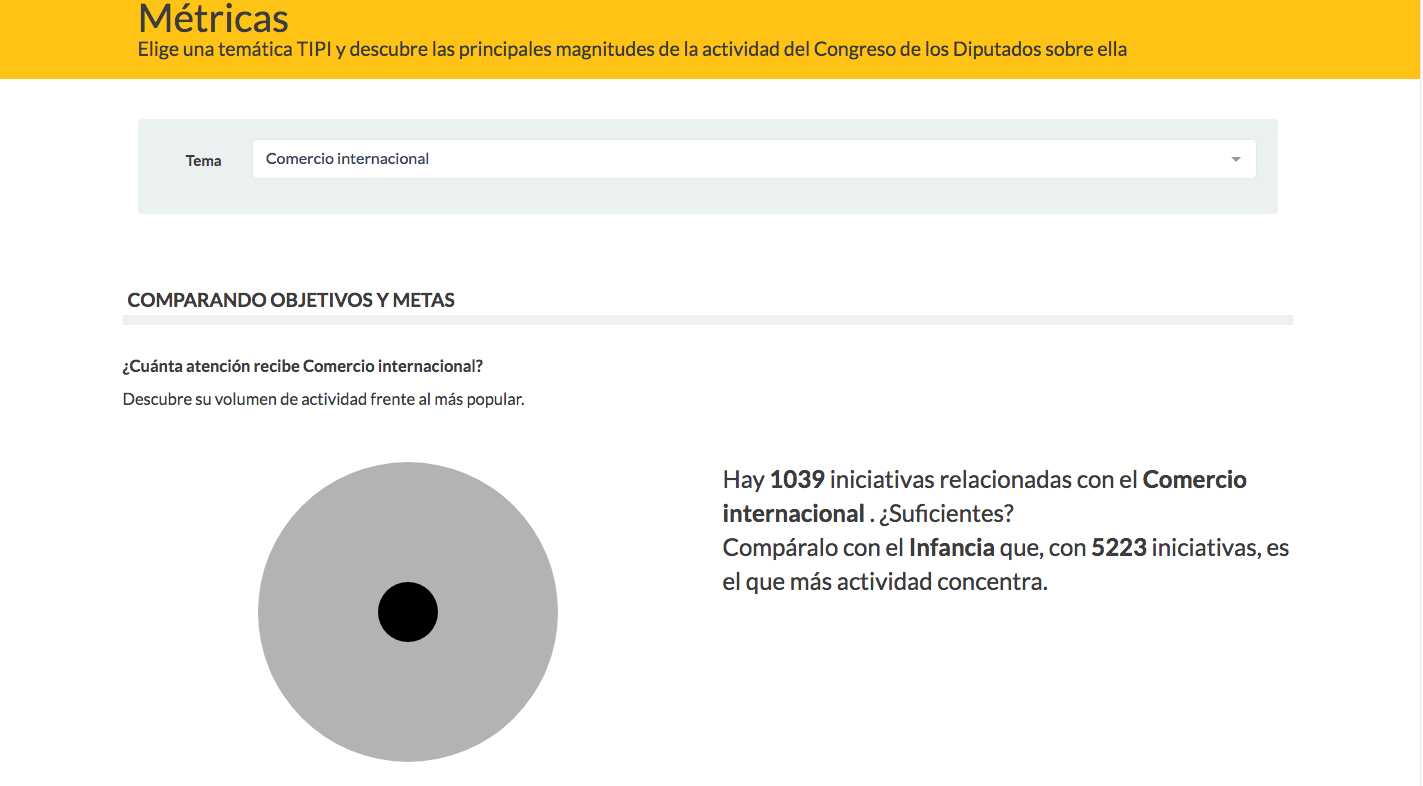 Métricas
Elige una temática TIPI y descubre las principales magnitudes de la actividad del Congreso de los Diputados sobre ella
Tema
Comercio internacional
COMPARANDO OBJETIVOS Y METAS
¿Cuánta atención recibe Comercio internacional?
Descubre su volumen de actividad frente al más popular.
Hay 1039 iniciativas relacionadas con el Comercio
internacional . ¿Suficientes?
Compáralo con el Infancia que, con 5223 iniciativas, es
el que más actividad concentra.